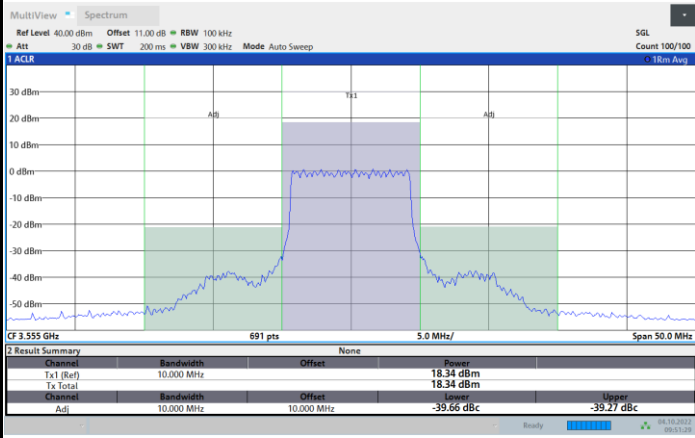 MultiView Spectrum
Ref Level 40.00 dBm Offset 11.00 dB RBW 100 kHz SGL
Att 30 dB SWT 200 ms VBW 300 kHz Mode Auto Sweep Count 100/100
1 ACLR 1Rm Avg
30 dBm
Tx1
20 dBm Adj Adj
10 dBm
0 dBm
-10 dBm
-20 dBm
-30 dBm
-40 dBm
-50 dBm
CF 3.555 GHz 691 pts 5.0 MHz/ Span 50.0 MHz
2 Result Summary None
Channel Bandwidth Offset Power
Tx1 (Ref) 10.000 MHz 18.34 dBm
Tx Total 18.34 dBm
Channel Bandwidth Offset Lower Upper
Adj 10.000 MHz 10.000 MHz -39.66 dBc -39.27 dBc
Ready 04.10.2022
09:51:28